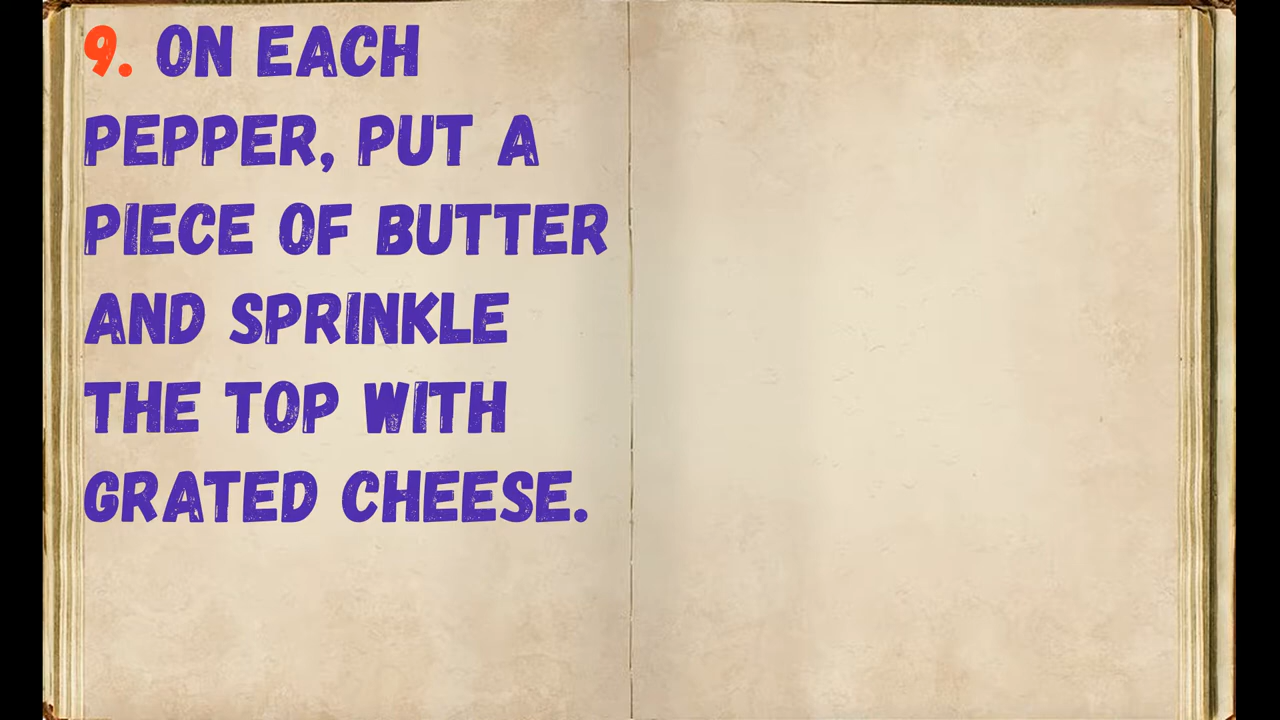 9. ON EACH
PEPPER, PUT A
PIECE OF BUTTER
AND SPRINKLE
THE TOP WITH
GRATED CHEESE.